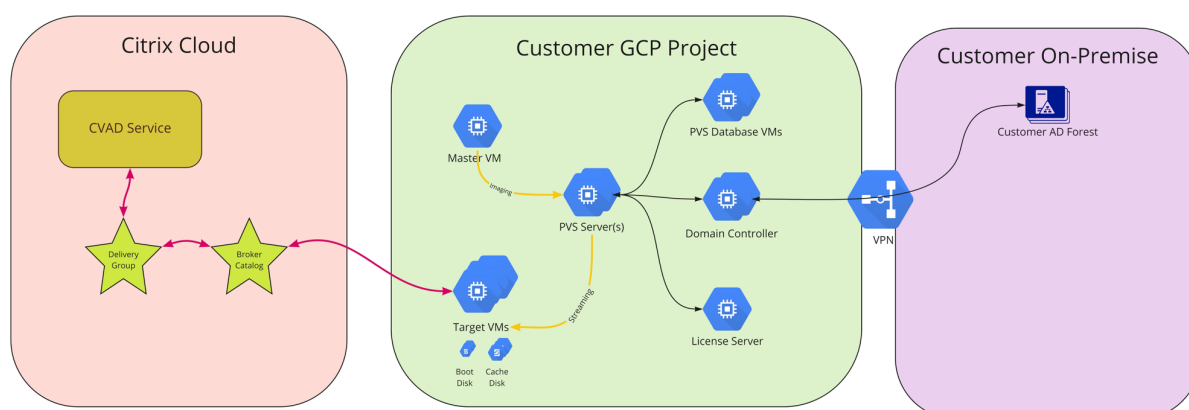 Citrix Cloud
CVAD Service
Delivery
Group
Broker
Catalog
Customer GCP Project
Master VM
Imaging
PVS Server(s)
PVS Database VMs
Domain Controller
License Server
Streaming
Target VMs
Boot
Disk
Cache
Disk
VPN
Customer On-Premise
Customer AD Forest